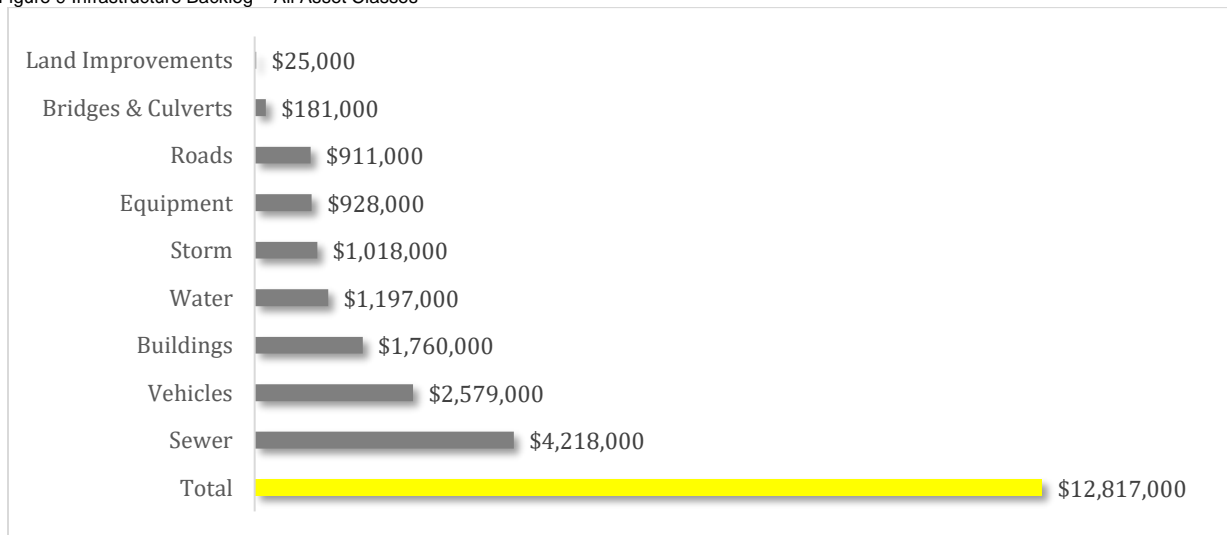 Figure 9 Infrastructure Backlog – All Asset Classes
Land Improvements $25,000
Bridges & Culverts $181,000
Roads $911,000
Equipment $928,000
Storm $1,018,000
Water $1,197,000
Buildings $1,760,000
Vehicles $2,579,000
Sewer $4,218,000
Total $12,817,000